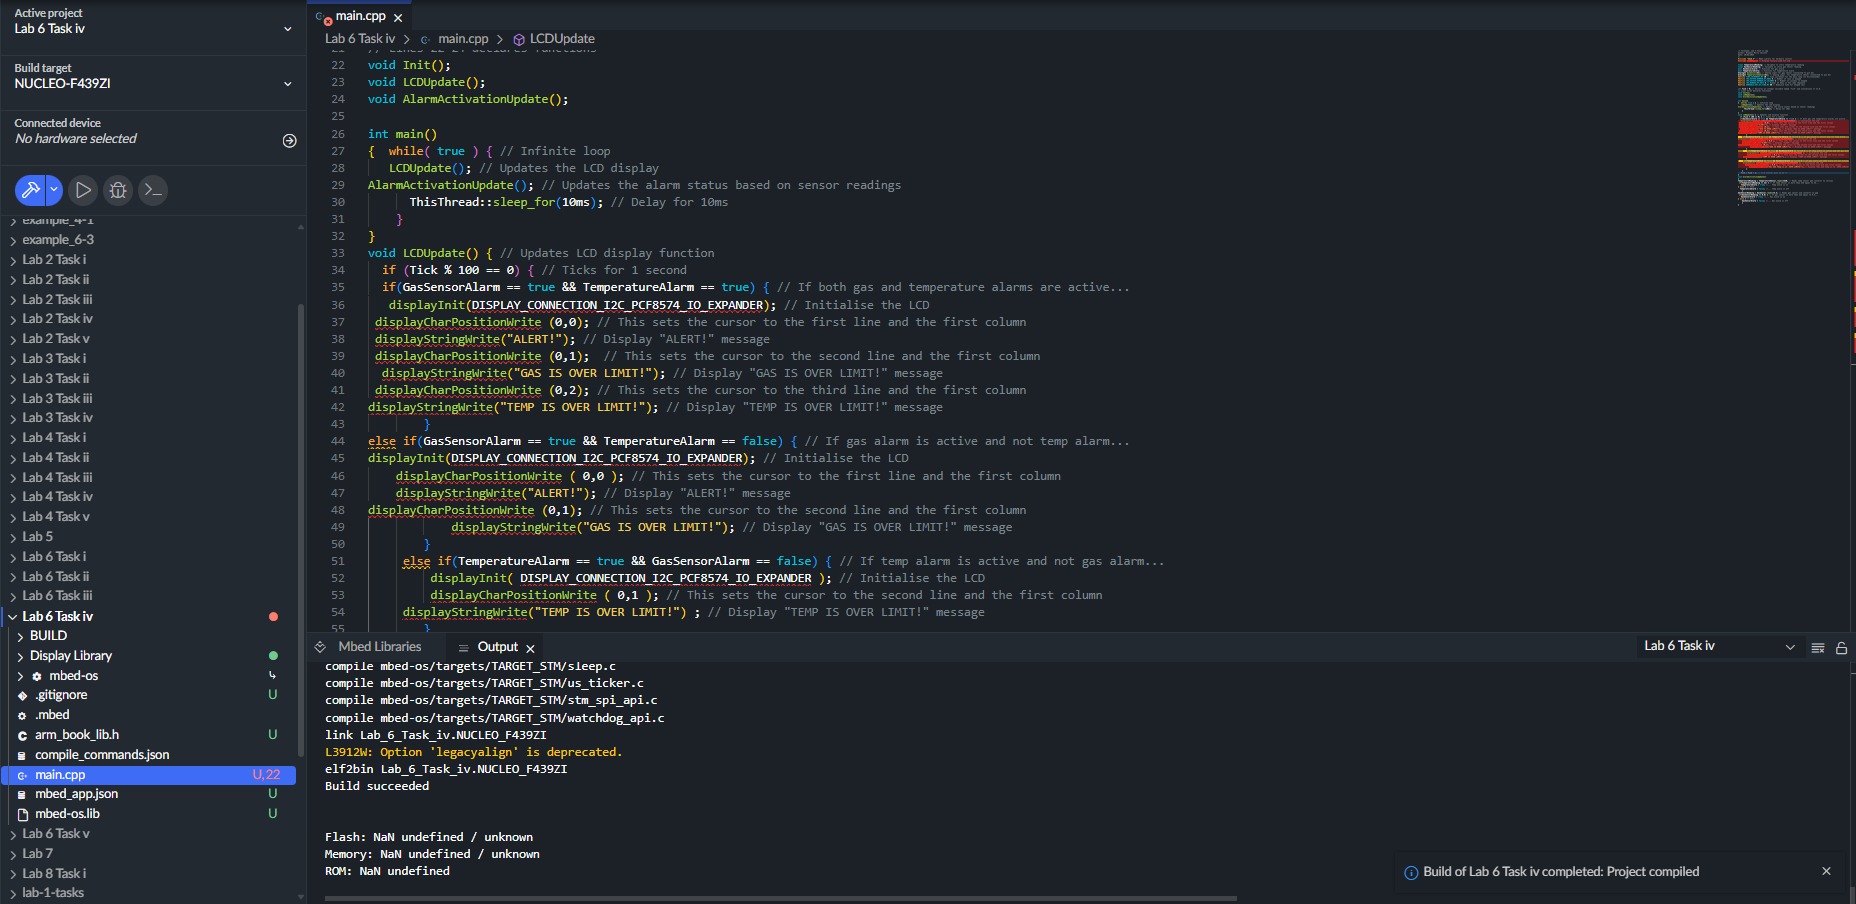 Active project
Lab 6 Task iv
Build target
NUCLEO-F439ZI
Connected device
No hardware selected
example_4-1
example_6-3
Lab 2 Task i
Lab 2 Task ii
Lab 2 Task iii
Lab 2 Task iv
Lab 2 Task v
Lab 3 Task i
Lab 3 Task ii
Lab 3 Task iii
Lab 3 Task iv
Lab 4 Task i
Lab 4 Task ii
Lab 4 Task iii
Lab 4 Task iv
Lab 4 Task v
Lab 5
Lab 6 Task i
Lab 6 Task ii
Lab 6 Task iii
Lab 6 Task iv
BUILD
Display Library
mbed-os
.gitignore U
.mbed
arm_book_lib.h U
compile_commands.json
main.cpp U, 22
mbed_app.json U
mbed-os.lib U
Lab 6 Task v
Lab 7
Lab 8 Task i
lab-1-tasks
main.cpp
Lab 6 Task iv > main.cpp > LCDUpdate
22 void Init();
23 void LCDUpdate();
24 void AlarmActivationUpdate();
25
26 int main()
27 { while( true ) { // Infinite loop
28 LCDUpdate(); // Updates the LCD display
29 AlarmActivationUpdate(); // Updates the alarm status based on sensor readings
30 ThisThread::sleep_for(10ms); // Delay for 10ms
31 }
32 }
33 void LCDUpdate() { // Updates LCD display function
34 if (Tick % 100 == 0) { // Ticks for 1 second
35 if(GasSensorAlarm == true && TemperatureAlarm == true) { // If both gas and temperature alarms are active...
36 displayInit(DISPLAY_CONNECTION_I2C_PCF8574_IO_EXPANDER); // Initialise the LCD
37 displayCharPositionWrite (0,0); // This sets the cursor to the first line and the first column
38 displayStringWrite("ALERT!"); // Display "ALERT!" message
39 displayCharPositionWrite (0,1); // This sets the cursor to the second line and the first column
40 displayStringWrite("GAS IS OVER LIMIT!"); // Display "GAS IS OVER LIMIT!" message
41 displayCharPositionWrite (0,2); // This sets the cursor to the third line and the first column
42 displayStringWrite("TEMP IS OVER LIMIT!"); // Display "TEMP IS OVER LIMIT!" message
43 }
44 else if(GasSensorAlarm == true && TemperatureAlarm == false) { // If gas alarm is active and not temp alarm...
45 displayInit(DISPLAY_CONNECTION_I2C_PCF8574_IO_EXPANDER); // Initialise the LCD
46 displayCharPositionWrite ( 0,0 ); // This sets the cursor to the first line and the first column
47 displayStringWrite("ALERT!"); // Display "ALERT!" message
48 displayCharPositionWrite (0,1); // This sets the cursor to the second line and the first column
49 displayStringWrite("GAS IS OVER LIMIT!"); // Display "GAS IS OVER LIMIT!" message
50 }
51 else if(TemperatureAlarm == true && GasSensorAlarm == false) { // If temp alarm is active and not gas alarm...
52 displayInit( DISPLAY_CONNECTION_I2C_PCF8574_IO_EXPANDER ); // Initialise the LCD
53 displayCharPositionWrite ( 0,1 ); // This sets the cursor to the second line and the first column
54 displayStringWrite("TEMP IS OVER LIMIT!") ; // Display "TEMP IS OVER LIMIT!" message
55 }
Mbed Libraries
Output
Lab 6 Task iv
compile mbed-os/targets/TARGET_STM/sleep.c
compile mbed-os/targets/TARGET_STM/us_ticker.c
compile mbed-os/targets/TARGET_STM/stm_spi_api.c
compile mbed-os/targets/TARGET_STM/watchdog_api.c
link Lab_6_Task_iv.NUCLEO_F439ZI
L3912W: Option 'legacyalign' is deprecated.
elf2bin Lab_6_Task_iv.NUCLEO_F439ZI
Build succeeded
Flash: NaN undefined / unknown
Memory: NaN undefined / unknown
ROM: NaN undefined
Build of Lab 6 Task iv completed: Project compiled